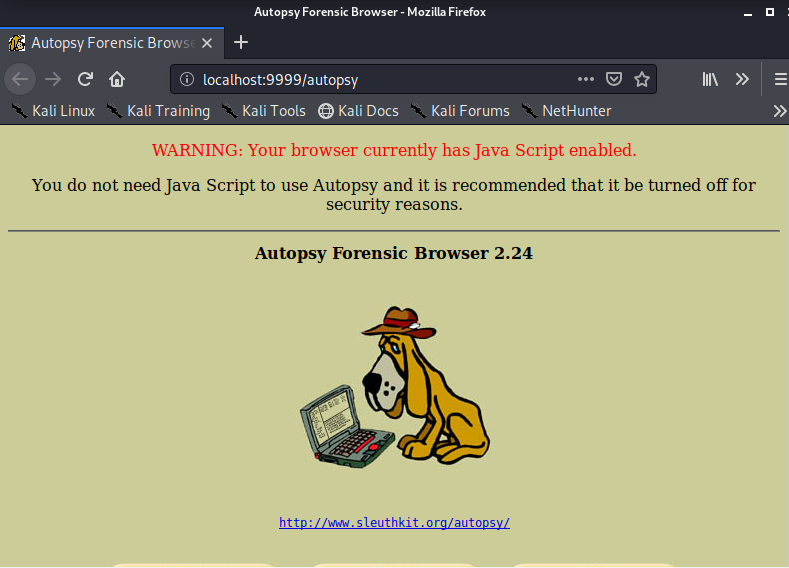 Autopsy Forensic Browser - Mozilla Firefox
Autopsy Forensic Browse
localhost:9999/autopsy
Kali Linux Kali Training Kali Tools Kali Docs Kali Forums NetHunter
WARNING: Your browser currently has Java Script enabled.
You do not need Java Script to use Autopsy and it is recommended that it be turned off for
security reasons.
Autopsy Forensic Browser 2.24
http://www.sleuthkit.org/autopsy/